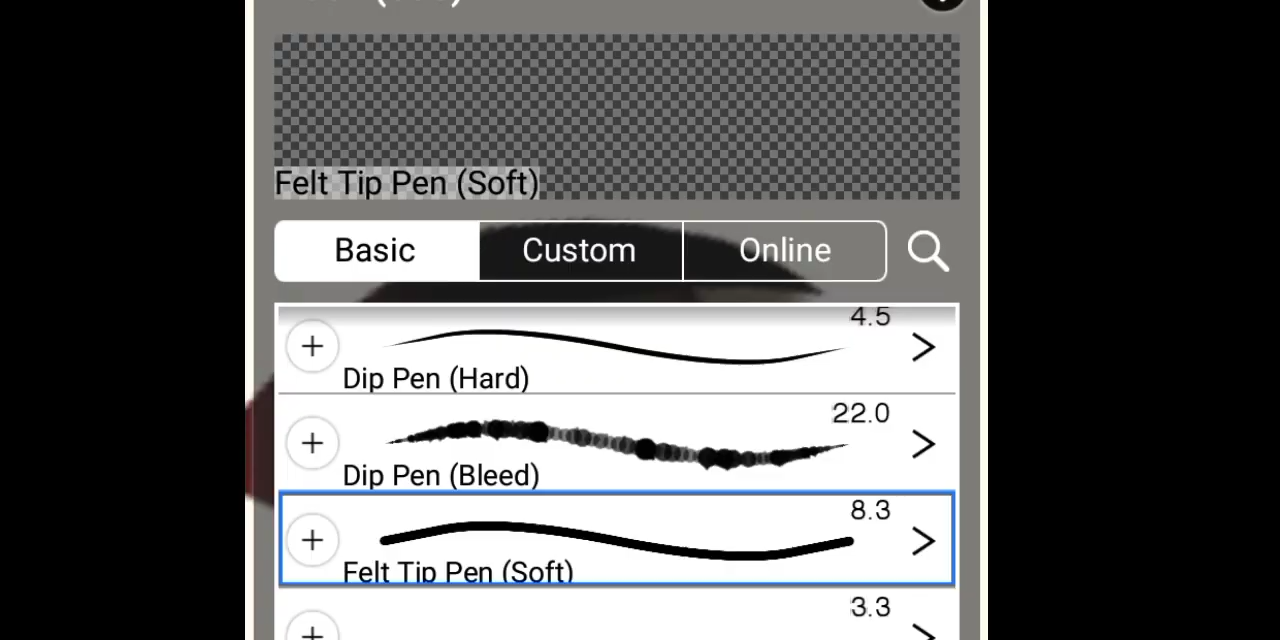 Felt Tip Pen (Soft)
Basic Custom Online
4.5
Dip Pen (Hard)
22.0
Dip Pen (Bleed)
8.3
Felt Tip Pen (Soft)
3.3